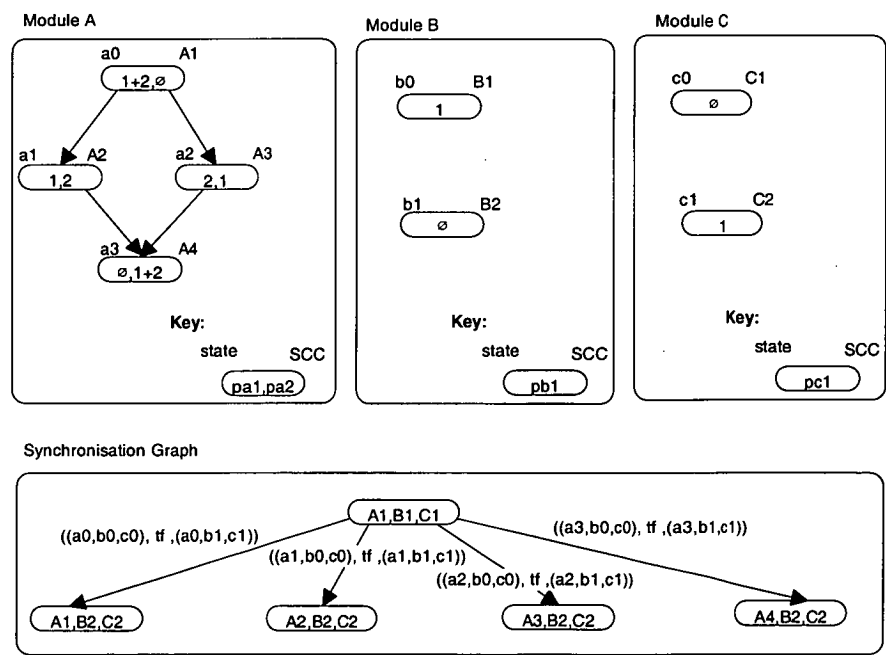 Module A
a0 A1
1+2,∅
a1 A2
1,2
a2 A3
2,1
a3 A4
∅,1+2
Key:
state SCC
pa1,pa2
Module B
b0 B1
1
b1 B2
∅
Key:
state SCC
pb1
Module C
c0 C1
∅
c1 C2
1
Key:
state SCC
pc1
Synchronisation Graph
A1,B1,C1
((a0,b0,c0), tf ,(a0,b1,c1))
((a1,b0,c0), tf ,(a1,b1,c1))
((a2,b0,c0), tf ,(a2,b1,c1))
((a3,b0,c0), tf ,(a3,b1,c1))
A1,B2,C2
A2,B2,C2
A3,B2,C2
A4,B2,C2